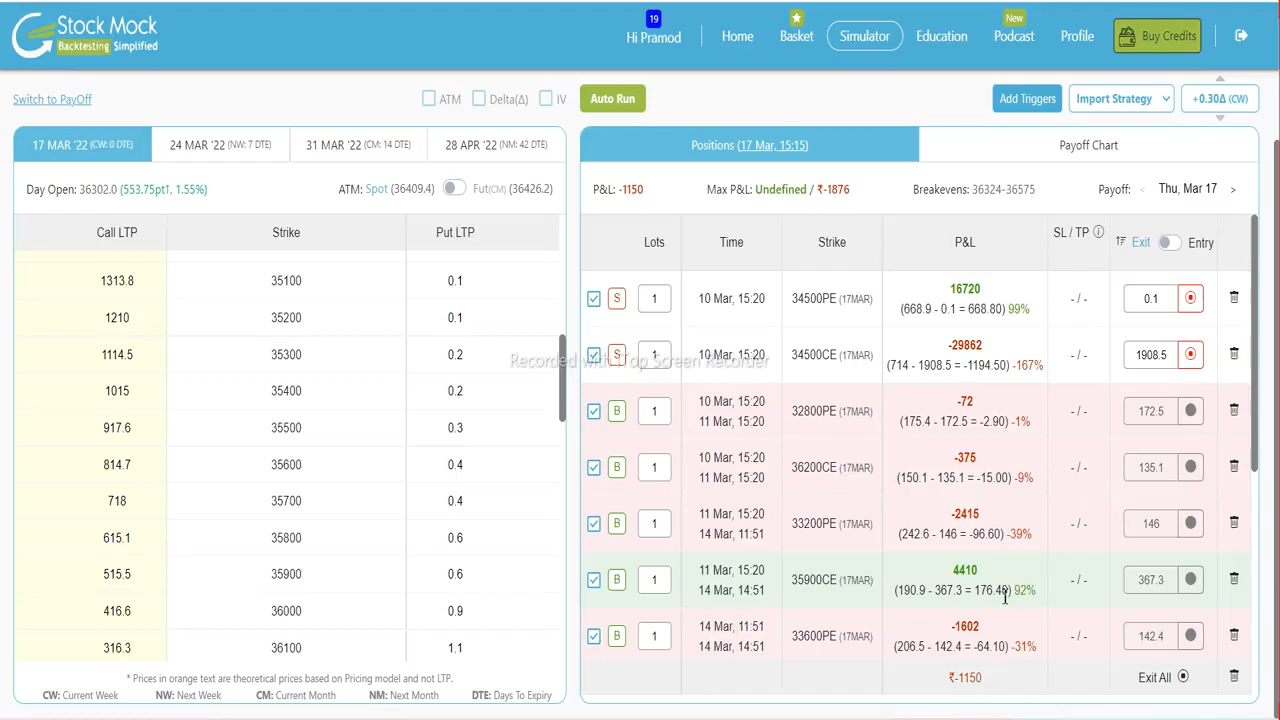 Stock Mock
Backtesting Simplified
19
Hi Pramod
Home
Basket
Simulator
Education
New
Podcast
Profile
Buy Credits
Switch to PayOff
ATM
Delta(Δ)
IV
Auto Run
Add Triggers
Import Strategy
+0.30Δ (CW)
17 MAR '22 (CW: 0 DTE)
24 MAR '22 (NW: 7 DTE)
31 MAR '22 (CM: 14 DTE)
28 APR '22 (NM: 42 DTE)
Day Open: 36302.0 (553.75pt↑, 1.55%)
ATM: Spot (36409.4)
Fut(CM) (36426.2)
Call LTP Strike Put LTP
1313.8 35100 0.1
1210 35200 0.1
1114.5 35300 0.2
1015 35400 0.2
917.6 35500 0.3
814.7 35600 0.4
718 35700 0.4
615.1 35800 0.6
515.5 35900 0.6
416.6 36000 0.9
316.3 36100 1.1
* Prices in orange text are theoretical prices based on Pricing model and not LTP.
CW: Current Week NW: Next Week CM: Current Month NM: Next Month DTE: Days To Expiry
Positions (17 Mar, 15:15)
Payoff Chart
P&L: -1150
Max P&L: Undefined / ₹-1876
Breakevens: 36324-36575
Payoff: < Thu, Mar 17 >
Lots Time Strike P&L SL / TP Exit Entry
16720
S 1 10 Mar, 15:20 34500PE (17MAR) - / - 0.1
(668.9 - 0.1 = 668.80) 99%
-29862
S 1 10 Mar, 15:20 34500CE (17MAR) - / - 1908.5
(714 - 1908.5 = -1194.50) -167%
Recorded with iTop Screen Recorder
10 Mar, 15:20 -72
B 1 32800PE (17MAR) - / - 172.5
11 Mar, 15:20 (175.4 - 172.5 = -2.90) -1%
10 Mar, 15:20 -375
B 1 36200CE (17MAR) - / - 135.1
11 Mar, 15:20 (150.1 - 135.1 = -15.00) -9%
11 Mar, 15:20 -2415
B 1 33200PE (17MAR) - / - 146
14 Mar, 11:51 (242.6 - 146 = -96.60) -39%
11 Mar, 15:20 4410
B 1 35900CE (17MAR) - / - 367.3
14 Mar, 14:51 (190.9 - 367.3 = 176.40) 92%
14 Mar, 11:51 -1602
B 1 33600PE (17MAR) - / - 142.4
14 Mar, 14:51 (206.5 - 142.4 = -64.10) -31%
₹-1150 Exit All